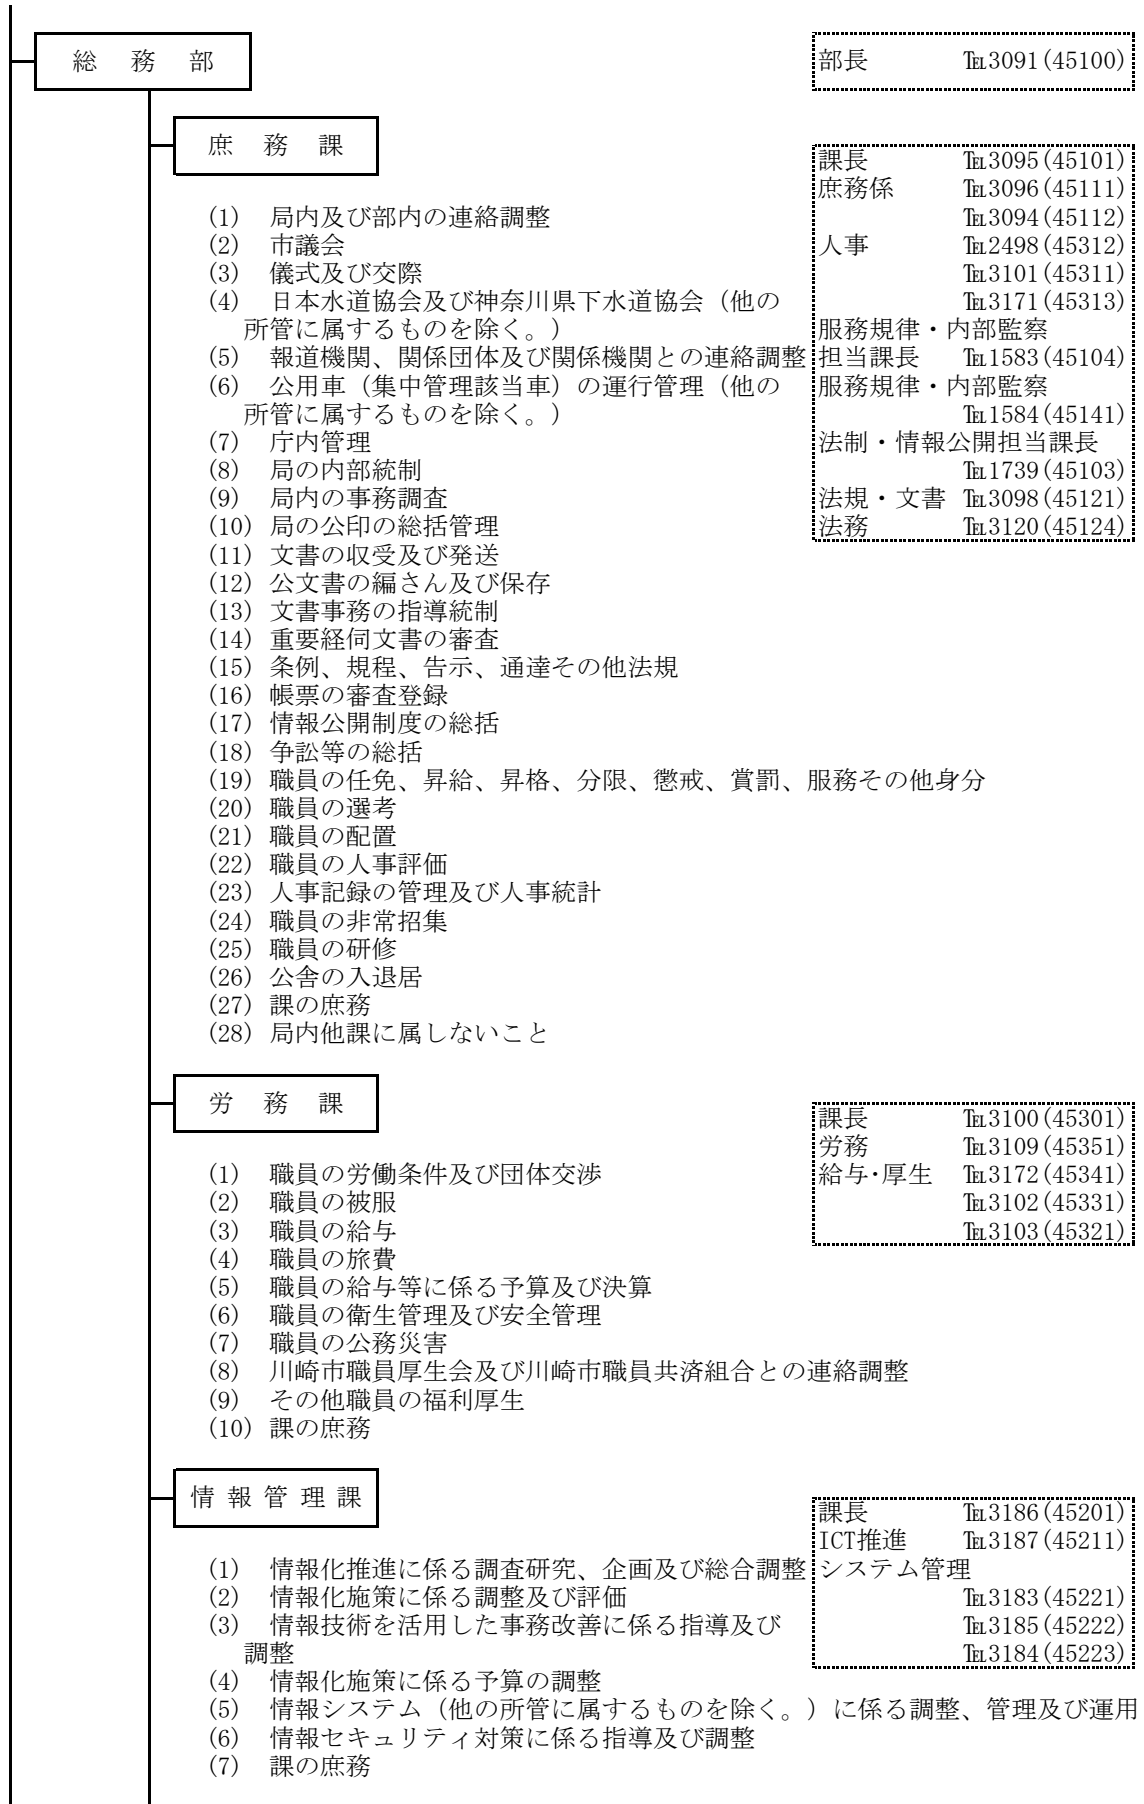 総務部
部長 ℡3091(45100)
庶務課
課長 ℡3095(45101)
庶務係 ℡3096(45111)
℡3094(45112)
人事 ℡2498(45312)
℡3101(45311)
℡3171(45313)
服務規律・内部監察
担当課長 ℡1583(45104)
服務規律・内部監察
℡1584(45141)
法制・情報公開担当課長
℡1739(45103)
法規・文書 ℡3098(45121)
法務 ℡3120(45124)
(1) 局内及び部内の連絡調整
(2) 市議会
(3) 儀式及び交際
(4) 日本水道協会及び神奈川県下水道協会（他の
所管に属するものを除く。）
(5) 報道機関、関係団体及び関係機関との連絡調整
(6) 公用車（集中管理該当車）の運行管理（他の
所管に属するものを除く。）
(7) 庁内管理
(8) 局の内部統制
(9) 局内の事務調査
(10) 局の公印の総括管理
(11) 文書の収受及び発送
(12) 公文書の編さん及び保存
(13) 文書事務の指導統制
(14) 重要経伺文書の審査
(15) 条例、規程、告示、通達その他法規
(16) 帳票の審査登録
(17) 情報公開制度の総括
(18) 争訟等の総括
(19) 職員の任免、昇給、昇格、分限、懲戒、賞罰、服務その他身分
(20) 職員の選考
(21) 職員の配置
(22) 職員の人事評価
(23) 人事記録の管理及び人事統計
(24) 職員の非常招集
(25) 職員の研修
(26) 公舎の入退居
(27) 課の庶務
(28) 局内他課に属しないこと
労務課
課長 ℡3100(45301)
労務 ℡3109(45351)
給与･厚生 ℡3172(45341)
℡3102(45331)
℡3103(45321)
(1) 職員の労働条件及び団体交渉
(2) 職員の被服
(3) 職員の給与
(4) 職員の旅費
(5) 職員の給与等に係る予算及び決算
(6) 職員の衛生管理及び安全管理
(7) 職員の公務災害
(8) 川崎市職員厚生会及び川崎市職員共済組合との連絡調整
(9) その他職員の福利厚生
(10) 課の庶務
情報管理課
課長 ℡3186(45201)
ICT推進 ℡3187(45211)
システム管理
℡3183(45221)
℡3185(45222)
℡3184(45223)
(1) 情報化推進に係る調査研究、企画及び総合調整
(2) 情報化施策に係る調整及び評価
(3) 情報技術を活用した事務改善に係る指導及び
調整
(4) 情報化施策に係る予算の調整
(5) 情報システム（他の所管に属するものを除く。）に係る調整、管理及び運用
(6) 情報セキュリティ対策に係る指導及び調整
(7) 課の庶務